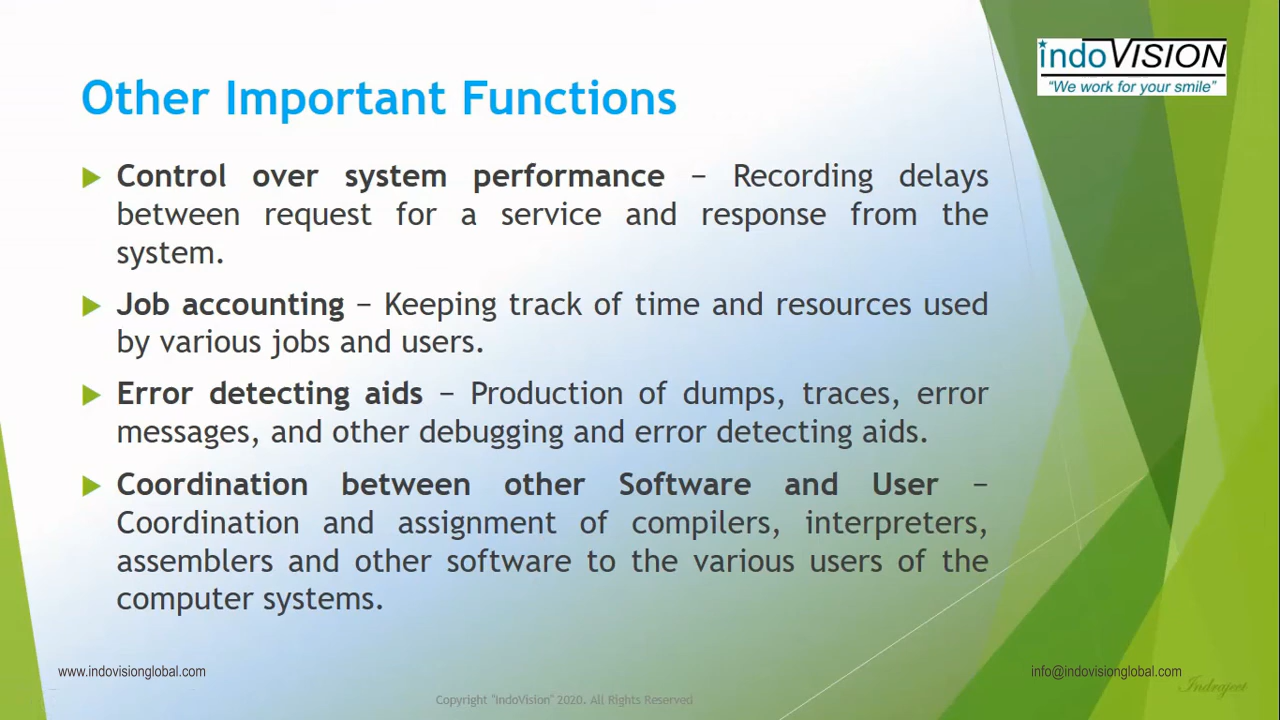 indoVISION
"We work for your smile"
Other Important Functions
Control over system performance − Recording delays
between request for a service and response from the
system.
Job accounting − Keeping track of time and resources used
by various jobs and users.
Error detecting aids − Production of dumps, traces, error
messages, and other debugging and error detecting aids.
Coordination between other Software and User −
Coordination and assignment of compilers, interpreters,
assemblers and other software to the various users of the
computer systems.
www.indovisionglobal.com
info@indovisionglobal.com
Indrajeet
Copyright "IndoVision" 2020. All Rights Reserved